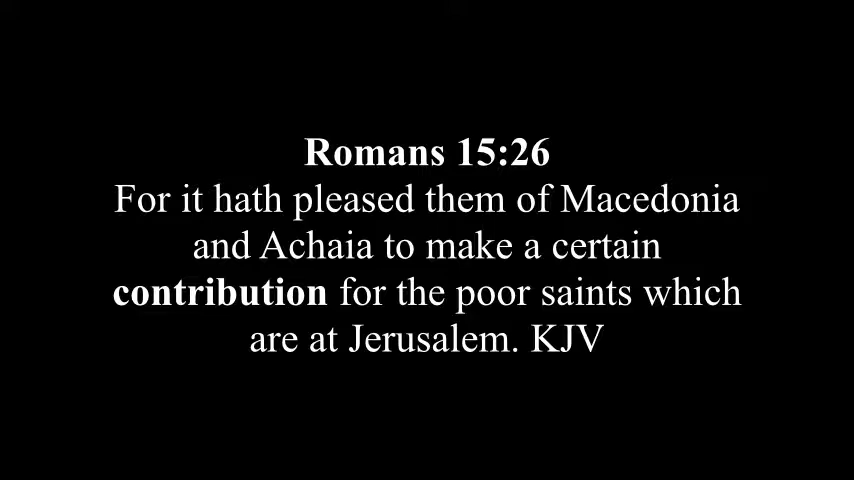 Romans 15:26
For it hath pleased them of Macedonia
and Achaia to make a certain
contribution for the poor saints which
are at Jerusalem. KJV